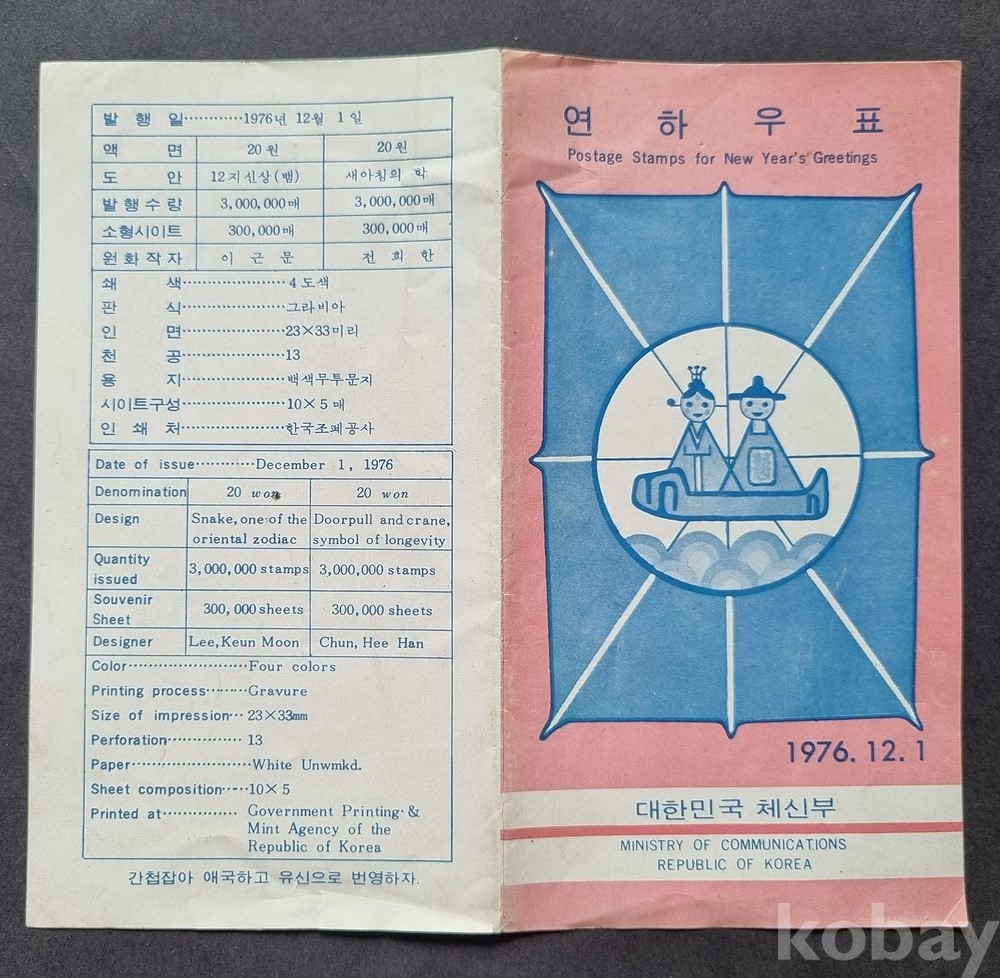 발 행 일············1976년 12월 1일
액 면 20원 20원
도 안 12지신상(뱀) 새아침의 학
발행수량 3,000,000매 3,000,000매
소형시이트 300,000매 300,000매
원화작자 이 근 문 전 희 한
쇄 색······················4도색
판 식······················그라비아
인 면······················23×33미리
천 공······················13
용 지······················백색무투문지
시이트구성······················10×5매
인 쇄 처······················한국조폐공사
Date of issue············December 1, 1976
Denomination 20 won 20 won
Design Snake, one of the oriental zodiac Doorpull and crane, symbol of longevity
Quantity issued 3,000,000 stamps 3,000,000 stamps
Souvenir Sheet 300,000 sheets 300,000 sheets
Designer Lee, Keun Moon Chun, Hee Han
Color························Four colors
Printing process·········Gravure
Size of impression···23×33mm
Perforation···············13
Paper························White Unwmkd.
Sheet composition······10×5
Printed at···············Government Printing·&
Mint Agency of the
Republic of Korea
간첩잡아 애국하고 유신으로 번영하자.
연 하 우 표
Postage Stamps for New Year's Greetings
1976. 12. 1
대한민국 체신부
MINISTRY OF COMMUNICATIONS
REPUBLIC OF KOREA
kobay